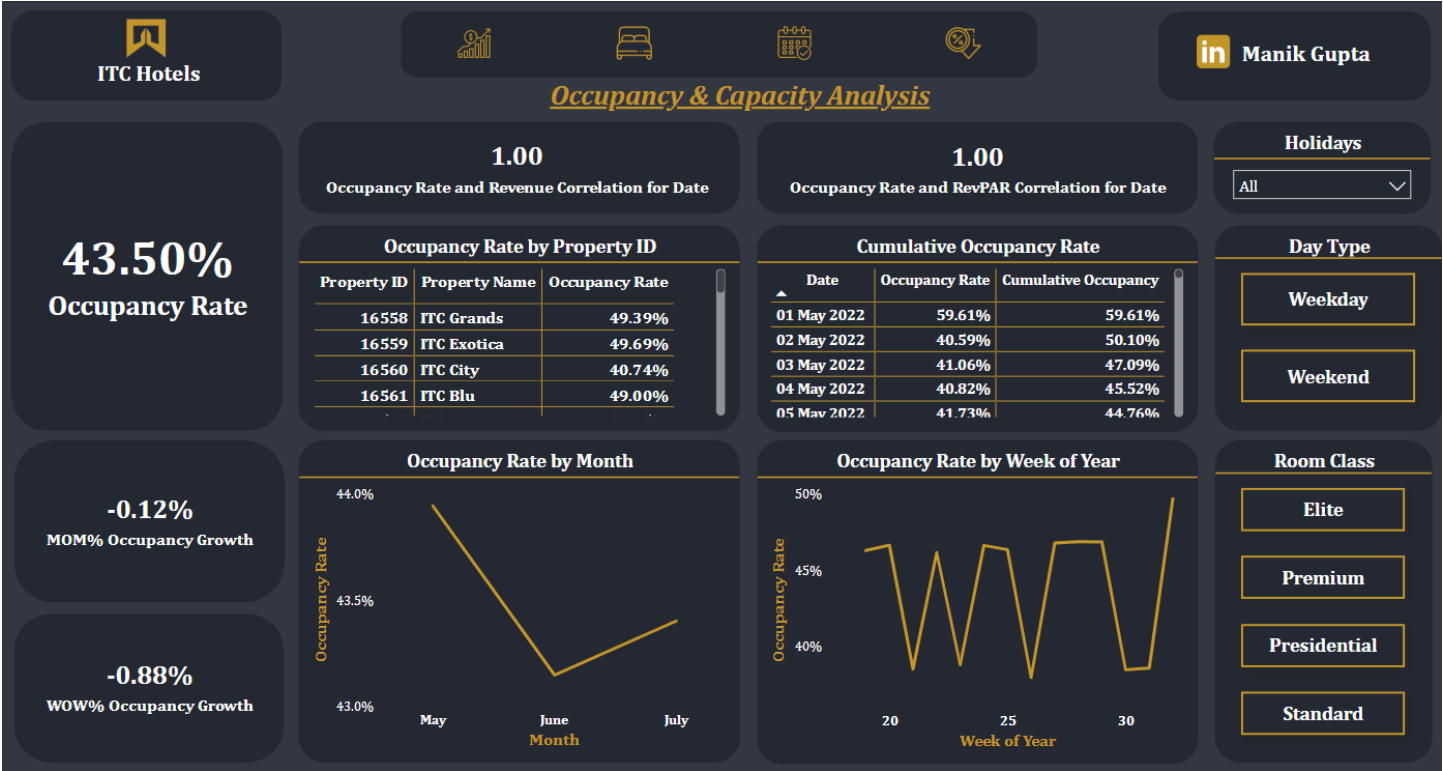 ITC Hotels
in Manik Gupta
Occupancy & Capacity Analysis
43.50%
Occupancy Rate
-0.12%
MOM% Occupancy Growth
-0.88%
WOW% Occupancy Growth
1.00
Occupancy Rate and Revenue Correlation for Date
1.00
Occupancy Rate and RevPAR Correlation for Date
Occupancy Rate by Property ID
Property ID Property Name Occupancy Rate
16558 ITC Grands 49.39%
16559 ITC Exotica 49.69%
16560 ITC City 40.74%
16561 ITC Blu 49.00%
Cumulative Occupancy Rate
Date Occupancy Rate Cumulative Occupancy
01 May 2022 59.61% 59.61%
02 May 2022 40.59% 50.10%
03 May 2022 41.06% 47.09%
04 May 2022 40.82% 45.52%
05 May 2022 41.73% 44.76%
Occupancy Rate by Month
44.0%
43.5%
43.0%
Occupancy Rate
May June July
Month
Occupancy Rate by Week of Year
50%
45%
40%
Occupancy Rate
20 25 30
Week of Year
Holidays
All
Day Type
Weekday
Weekend
Room Class
Elite
Premium
Presidential
Standard